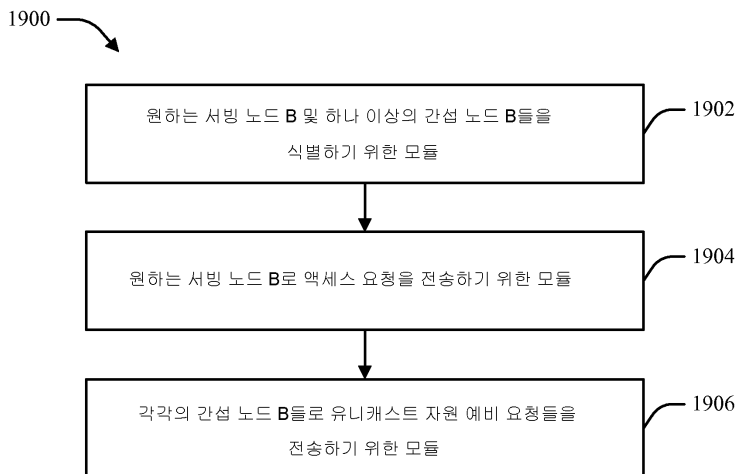 1900
원하는 서빙 노드 B 및 하나 이상의 간섭 노드 B들을
식별하기 위한 모듈
1902
원하는 서빙 노드 B로 액세스 요청을 전송하기 위한 모듈
1904
각각의 간섭 노드 B들로 유니캐스트 자원 예비 요청들을
전송하기 위한 모듈
1906